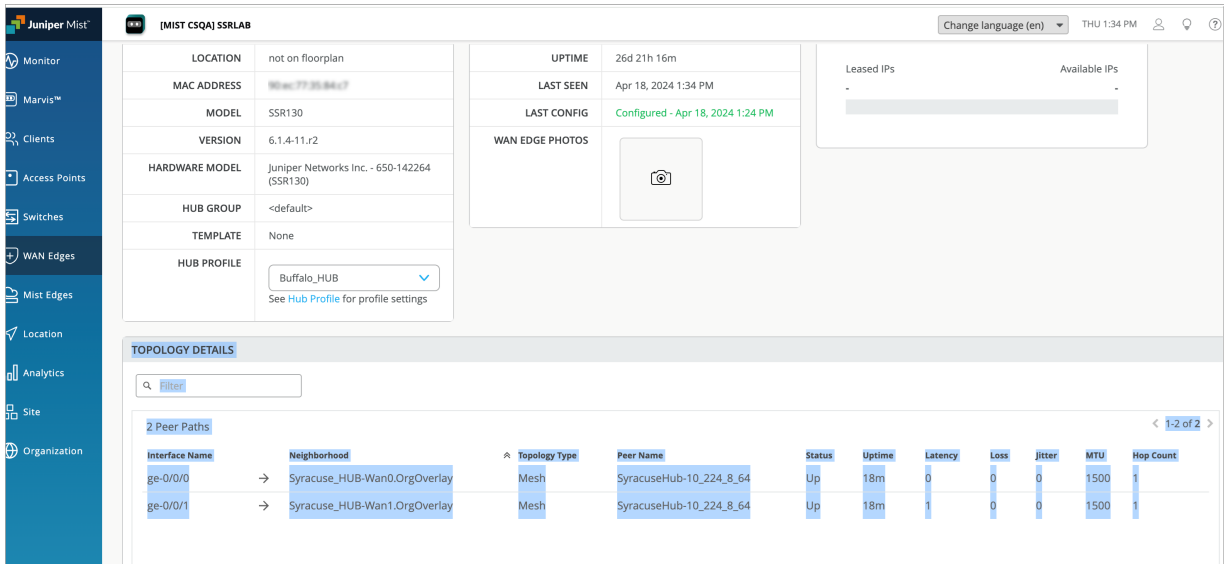 Juniper Mist™
[MIST CSQA] SSRLAB
Change language (en)
THU 1:34 PM
Monitor
Marvis™
Clients
Access Points
Switches
WAN Edges
Mist Edges
Location
Analytics
Site
Organization
LOCATION not on floorplan
MAC ADDRESS
MODEL SSR130
VERSION 6.1.4-11.r2
HARDWARE MODEL Juniper Networks Inc. - 650-142264
(SSR130)
HUB GROUP <default>
TEMPLATE None
HUB PROFILE
Buffalo_HUB
See Hub Profile for profile settings
UPTIME 26d 21h 16m
LAST SEEN Apr 18, 2024 1:34 PM
LAST CONFIG Configured - Apr 18, 2024 1:24 PM
WAN EDGE PHOTOS
Leased IPs Available IPs
- -
TOPOLOGY DETAILS
Filter
2 Peer Paths
< 1-2 of 2 >
Interface Name Neighborhood Topology Type Peer Name Status Uptime Latency Loss Jitter MTU Hop Count
ge-0/0/0 → Syracuse_HUB-Wan0.OrgOverlay Mesh SyracuseHub-10_224_8_64 Up 18m 0 0 0 1500 1
ge-0/0/1 → Syracuse_HUB-Wan1.OrgOverlay Mesh SyracuseHub-10_224_8_64 Up 18m 1 0 0 1500 1